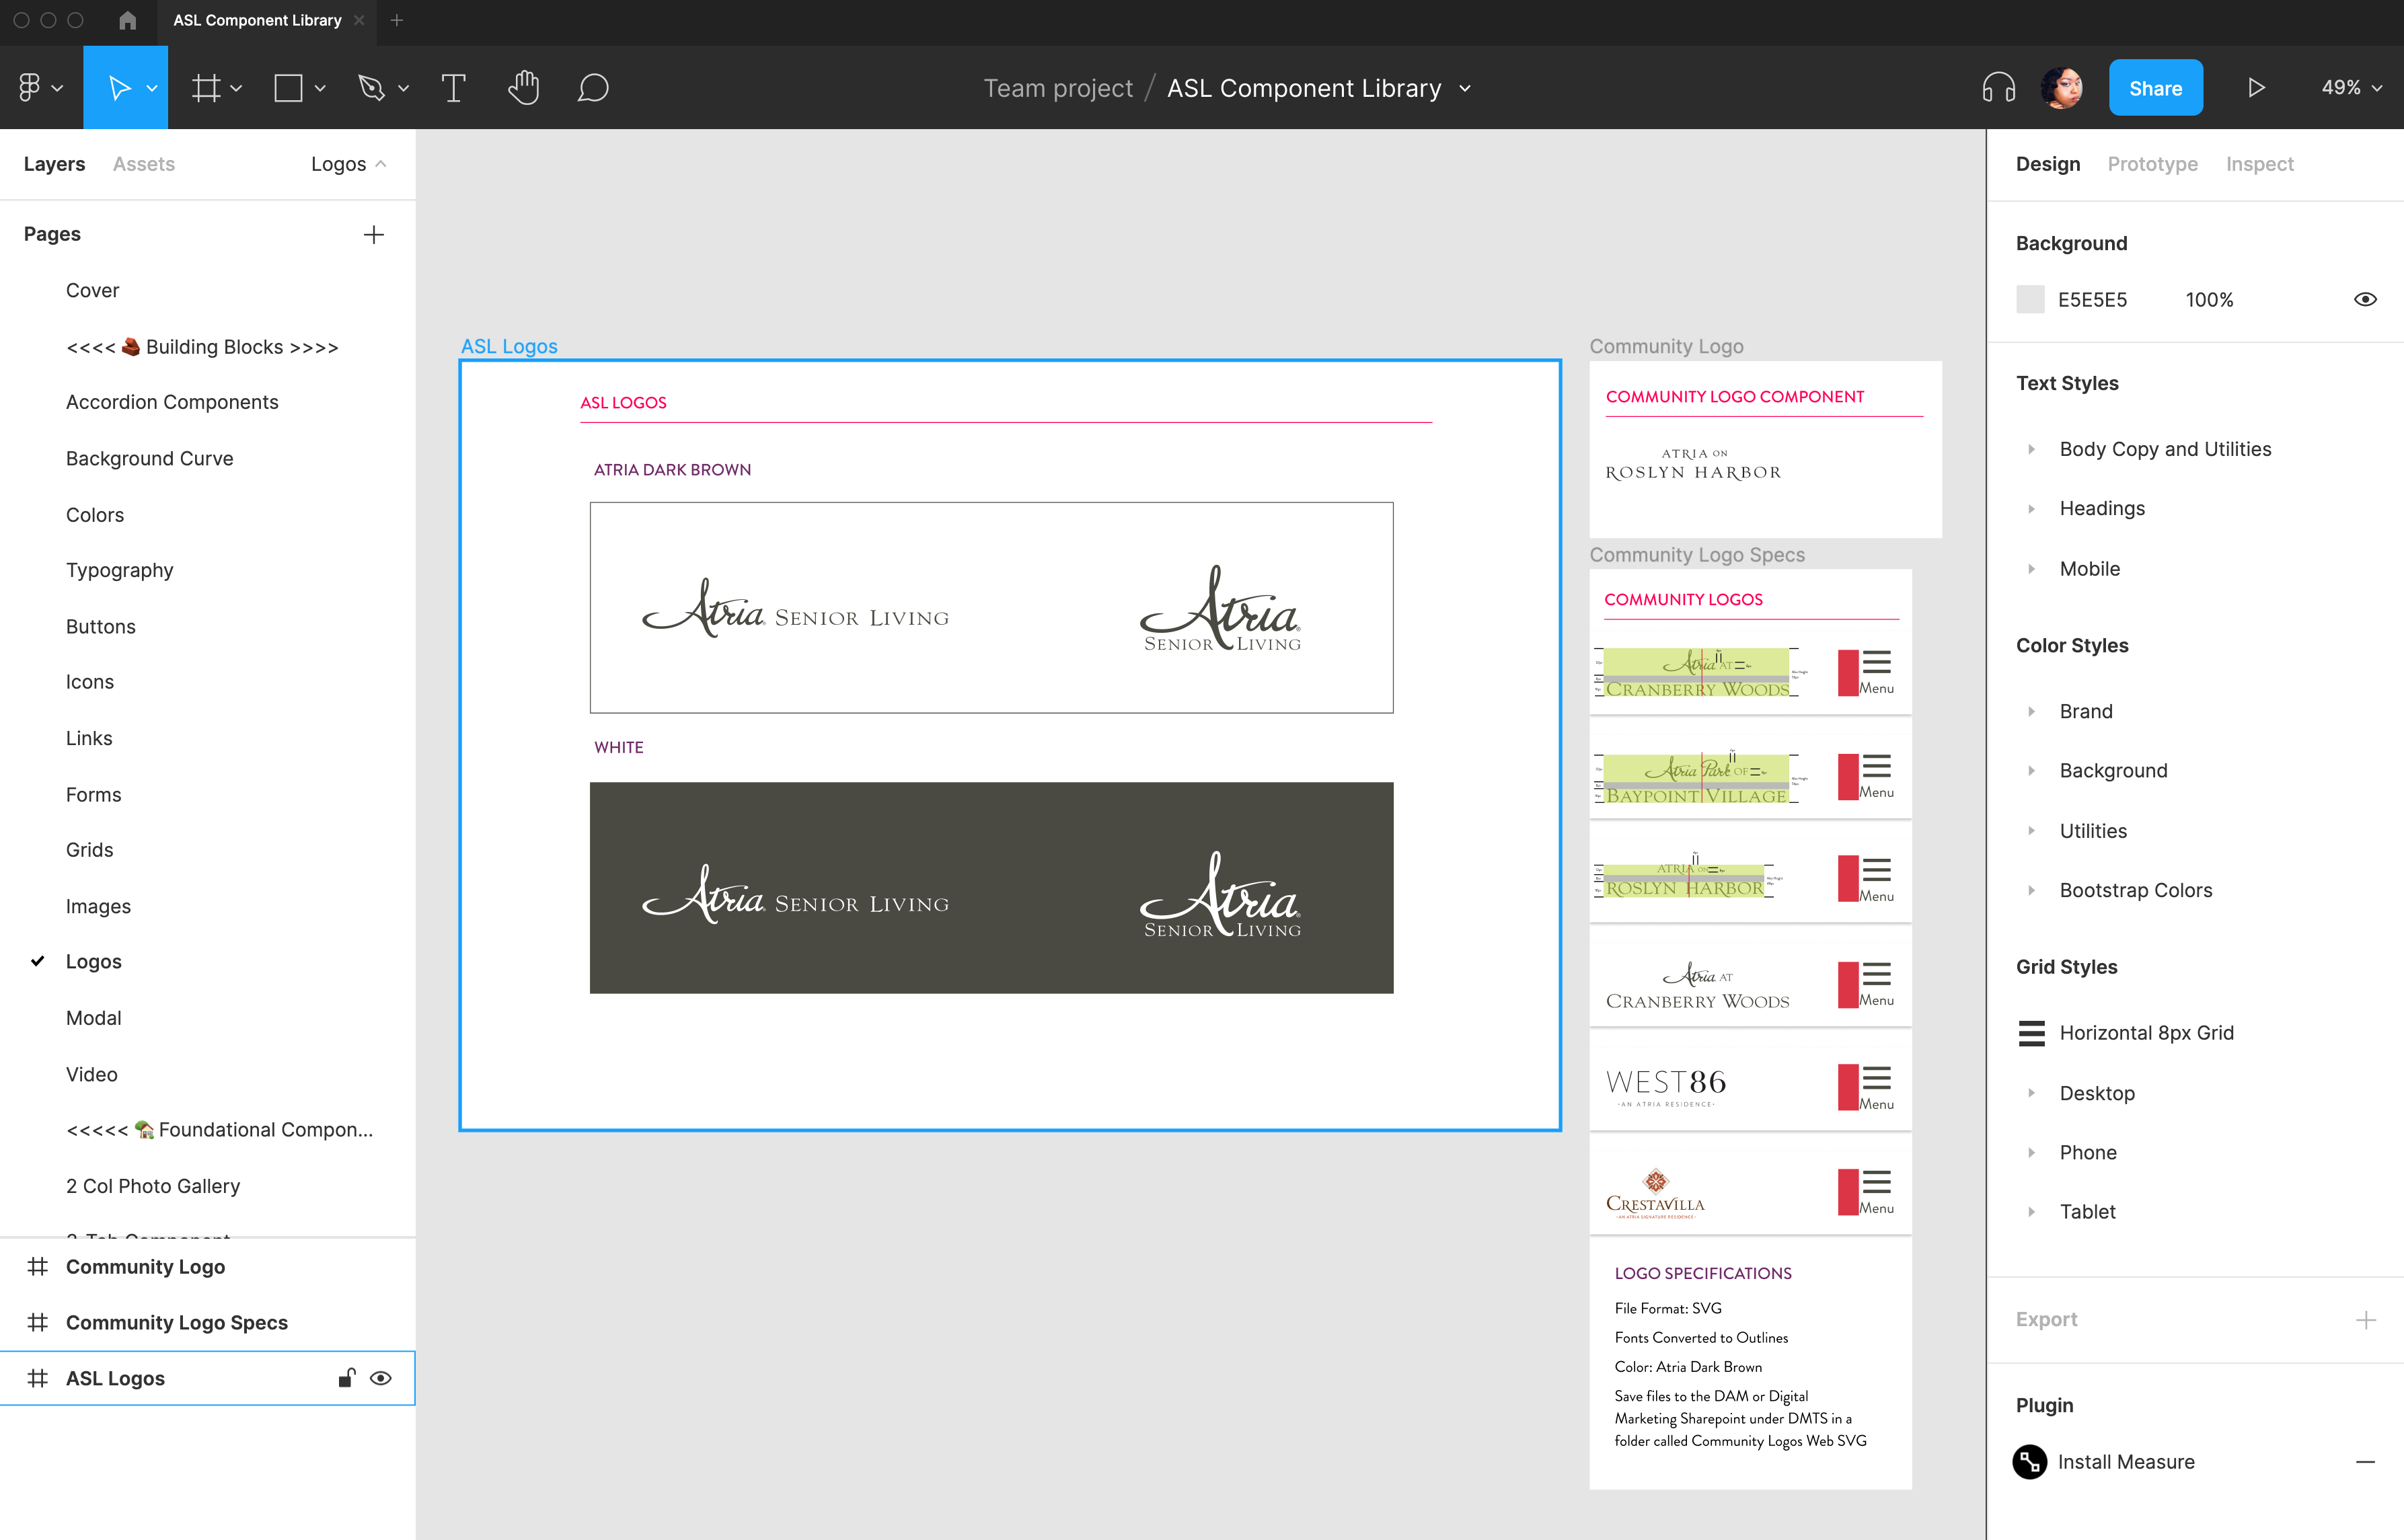 ASL Component Library
Team project / ASL Component Library
Share
49%
Layers
Assets
Logos
Pages
Cover
<<<< 🧱 Building Blocks >>>>
Accordion Components
Background Curve
Colors
Typography
Buttons
Icons
Links
Forms
Grids
Images
Logos
Modal
Video
<<<<< 🏡 Foundational Compon...
2 Col Photo Gallery
Community Logo
Community Logo Specs
ASL Logos
ASL Logos
ASL LOGOS
ATRIA DARK BROWN
Atria® SENIOR LIVING
Atria®
SENIOR LIVING
WHITE
Atria® SENIOR LIVING
Atria®
SENIOR LIVING
Community Logo
COMMUNITY LOGO COMPONENT
ATRIA ON
ROSLYN HARBOR
Community Logo Specs
COMMUNITY LOGOS
Atria AT
CRANBERRY WOODS
Menu
Atria Park OF
BAYPOINT VILLAGE
Menu
ATRIA ON
ROSLYN HARBOR
Menu
Atria AT
CRANBERRY WOODS
Menu
WEST86
·AN ATRIA RESIDENCE·
Menu
CRESTAVILLA
·AN ATRIA SIGNATURE RESIDENCE·
Menu
LOGO SPECIFICATIONS
File Format: SVG
Fonts Converted to Outlines
Color: Atria Dark Brown
Save files to the DAM or Digital
Marketing Sharepoint under DMTS in a
folder called Community Logos Web SVG
Design
Prototype
Inspect
Background
E5E5E5
100%
Text Styles
Body Copy and Utilities
Headings
Mobile
Color Styles
Brand
Background
Utilities
Bootstrap Colors
Grid Styles
Horizontal 8px Grid
Desktop
Phone
Tablet
Export
Plugin
Install Measure